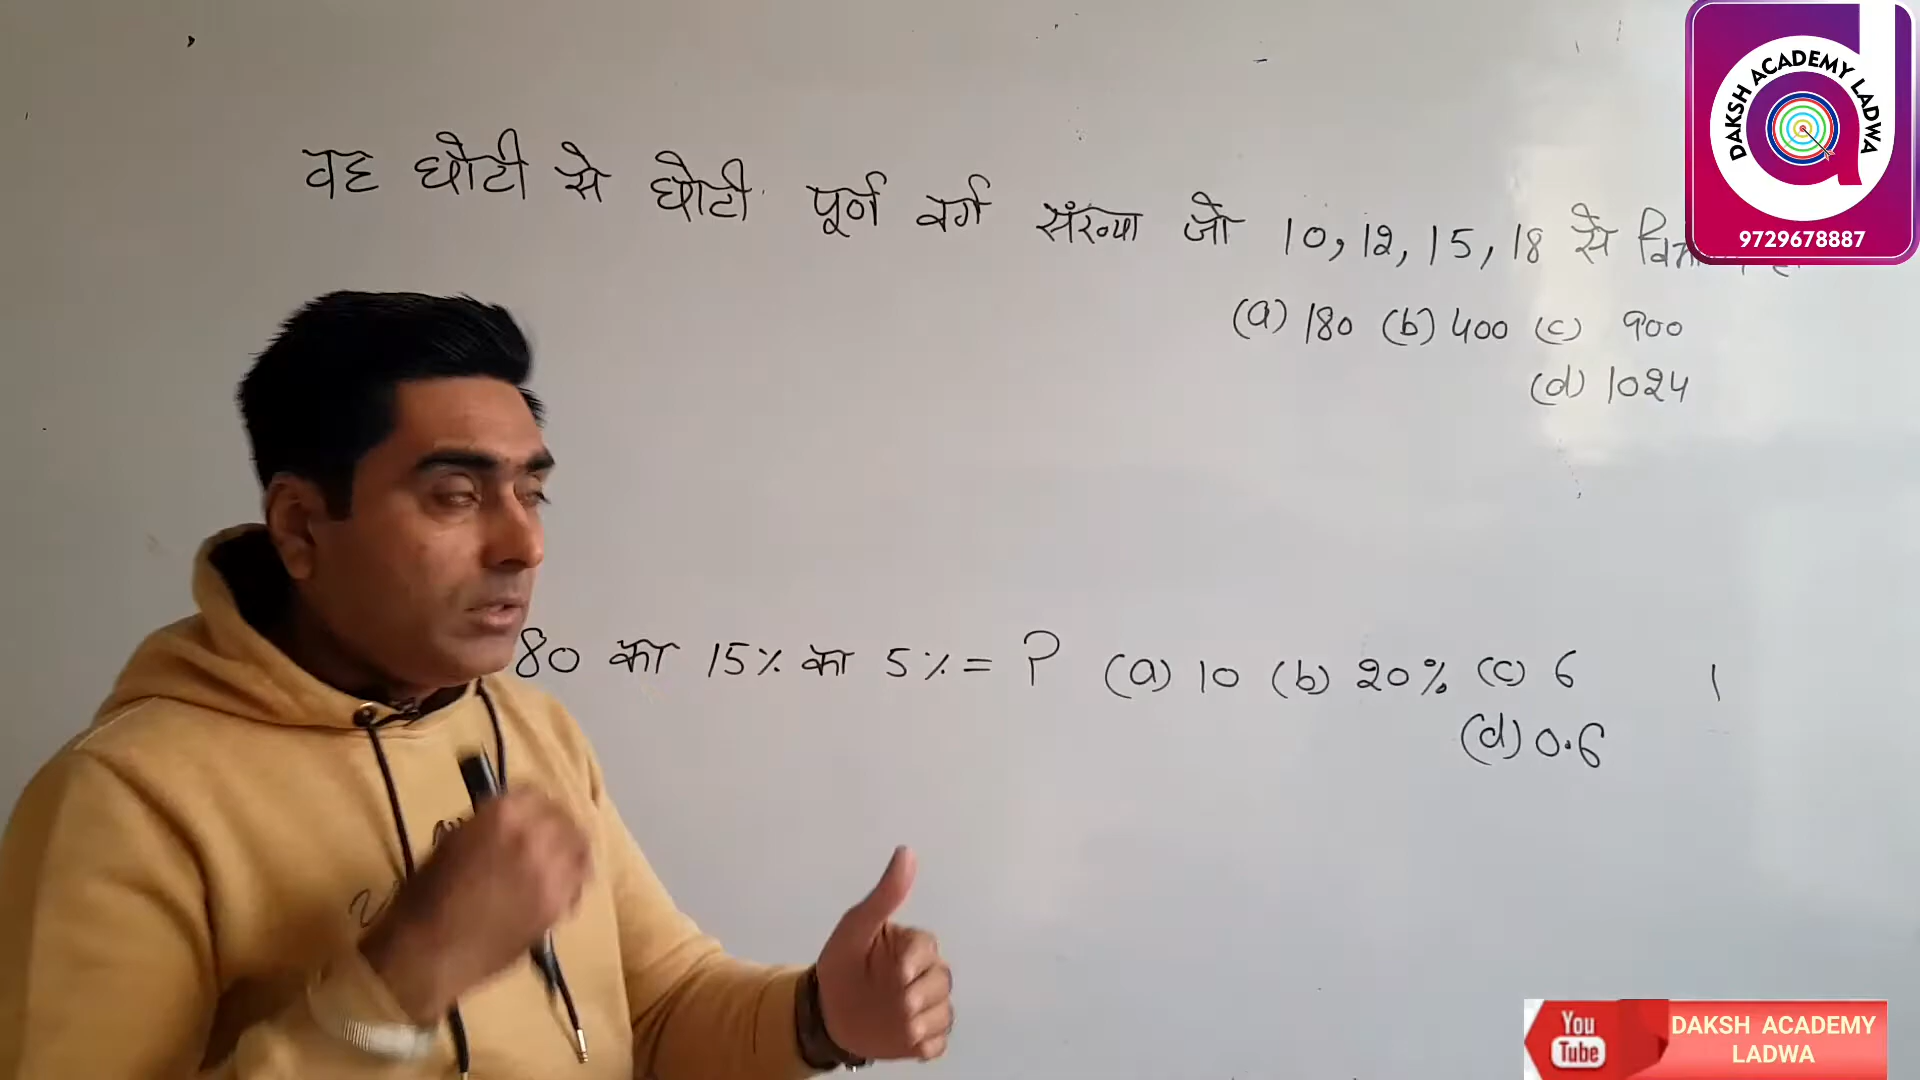 DAKSH ACADEMY LADWA
9729678887
वह छोटी से छोटी पूर्ण वर्ग संख्या जो 10, 12, 15, 18 से
(a) 180 (b) 400 (c) 900
(d) 1024
80 का 15% का 5% = ? (a) 10 (b) 20% (c) 6
(d) 0.6
You
Tube
DAKSH ACADEMY
LADWA